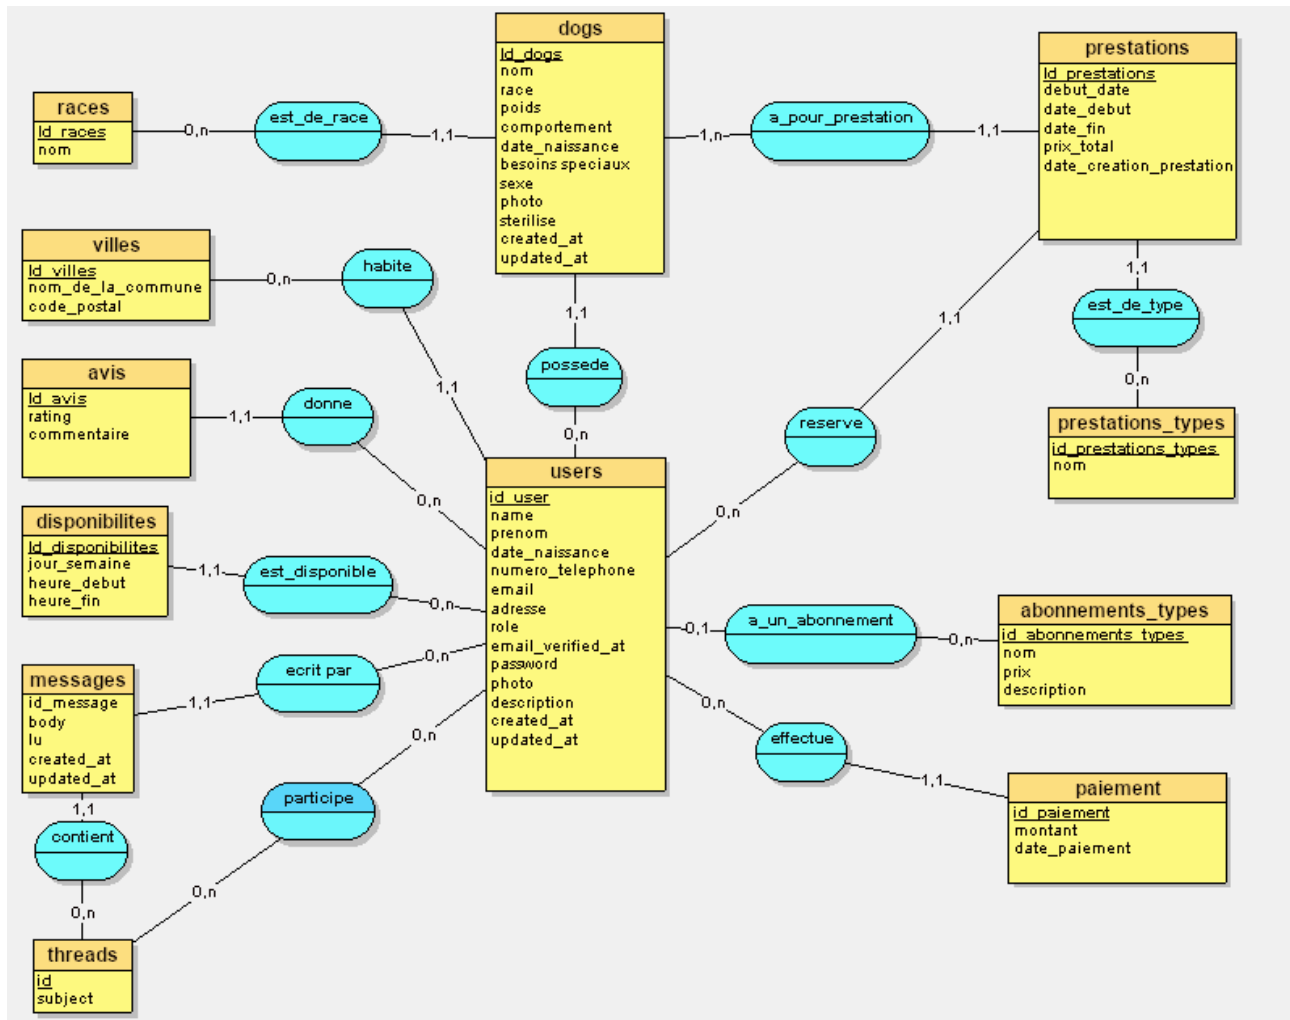 dogs
Id_dogs
nom
race
poids
comportement
date_naissance
besoins speciaux
sexe
photo
sterilise
created_at
updated_at
prestations
Id_prestations
debut_date
date_debut
date_fin
prix_total
date_creation_prestation
races
Id_races
nom
0,n
est_de_race
1,1
1,n
a_pour_prestation
1,1
villes
Id_villes
nom_de_la_commune
code_postal
0,n
habite
1,1
1,1
possede
0,n
1,1
est_de_type
0,n
1,1
reserve
0,n
prestations_types
id_prestations_types
nom
avis
Id_avis
rating
commentaire
1,1
donne
0,n
users
id_user
name
prenom
date_naissance
numero_telephone
email
adresse
role
email_verified_at
password
photo
description
created_at
updated_at
disponibilites
Id_disponibilites
jour_semaine
heure_debut
heure_fin
1,1
est_disponible
0,n
0,1
a_un_abonnement
0,n
abonnements_types
id_abonnements_types
nom
prix
description
messages
id_message
body
lu
created_at
updated_at
1,1
ecrit par
0,n
0,n
effectue
1,1
paiement
id_paiement
montant
date_paiement
0,n
participe
0,n
1,1
contient
0,n
threads
id
subject